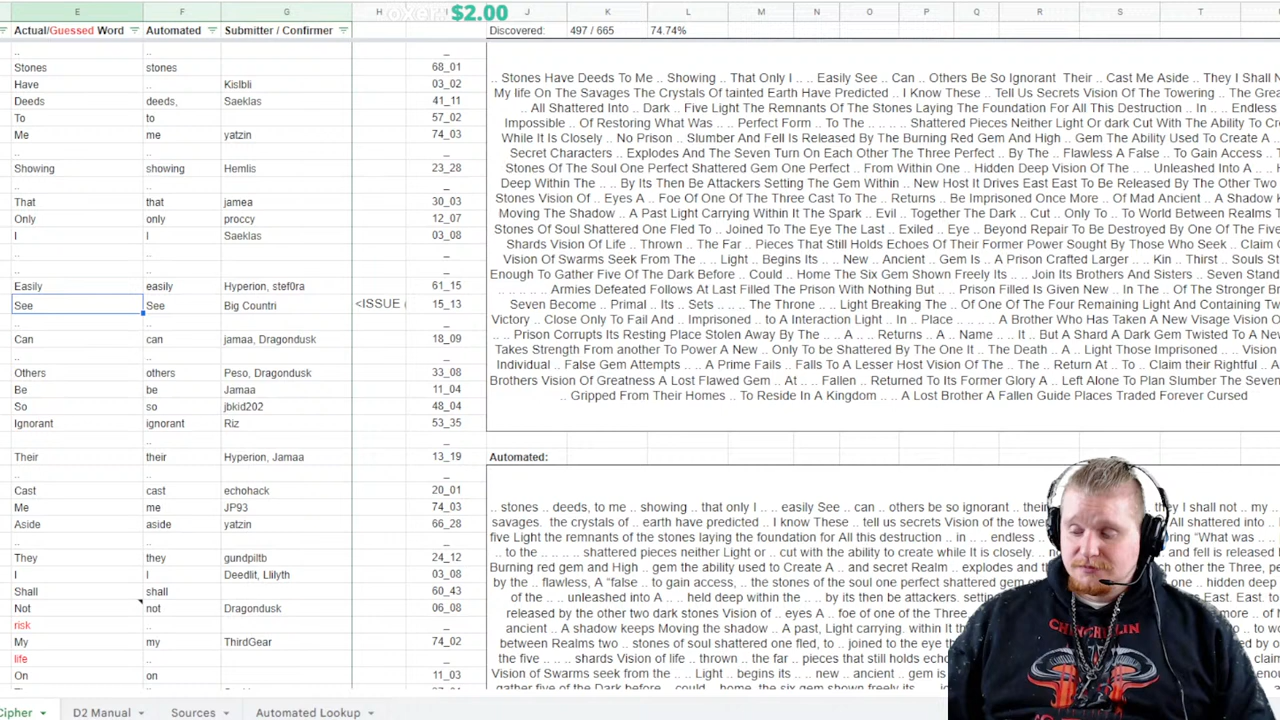 $2.00
E F G H J K L M N O P Q R S T
Actual/Guessed Word Automated Submitter / Confirmer Discovered: 497 / 665 74.74%
.. .. _
Stones stones 68_01
Have Kislbli 03_02
Deeds deeds, Saeklas 41_11
To to 57_02
Me me yatzin 74_03
.. .. _
Showing showing Hemlis 23_28
.. .. _
That that jamea 30_03
Only only proccy 12_07
I I Saeklas 03_08
.. .. _
.. .. _
Easily easily Hyperion, stef0ra 61_15
See See Big Countri <ISSUE 15_13
.. .. _
Can can jamaa, Dragondusk 18_09
.. .. _
Others others Peso, Dragondusk 33_08
Be be Jamaa 11_04
So so jbkid202 48_04
Ignorant ignorant Riz 53_35
.. _
Their their Hyperion, Jamaa 13_19
.. .. _
Cast cast echohack 20_01
Me me JP93 74_03
Aside aside yatzin 66_28
.. .. _
They they gundpiltb 24_12
I I Deedlit, Llilyth 03_08
Shall shall 60_43
Not not Dragondusk 06_08
risk .. _
My my ThirdGear 74_02
life .. _
On on 11_03
.. Stones Have Deeds To Me .. Showing .. That Only I .. .. Easily See .. Can .. Others Be So Ignorant Their .. Cast Me Aside .. They I Shall
My life On The Savages The Crystals Of tainted Earth Have Predicted .. I Know These .. Tell Us Secrets Vision Of The Towering .. The
.. All Shattered Into .. Dark .. Five Light The Remnants Of The Stones Laying The Foundation For All This Destruction .. In .. Endless
Impossible .. Of Restoring What Was .. Perfect Form .. To The .. .. .. .. Shattered Pieces Neither Light Or dark Cut With The Ability To
While It Is Closely .. No Prison .. Slumber And Fell Is Released By The Burning Red Gem And High .. Gem The Ability Used To Create A
Secret Characters .. Explodes And The Seven Turn On Each Other The Three Perfect .. By The .. Flawless A False .. To Gain Access ..
Stones Of The Soul One Perfect Shattered Gem One Perfect .. From Within One .. Hidden Deep Vision Of The .. Unleashed Into A ..
Deep Within The .. .. By Its Then Be Attackers Setting The Gem Within .. New Host It Drives East East To Be Released By The Other Two
Stones Vision Of .. Eyes A .. Foe Of One Of The Three Cast To The .. Returns .. Be Imprisoned Once More .. Of Mad Ancient .. A Shadow
Moving The Shadow .. A Past Light Carrying Within It The Spark .. Evil .. Together The Dark .. Cut .. Only To .. To World Between Realms
Stones Of Soul Shattered One Fled To .. Joined To The Eye The Last .. Exiled .. Eye .. Beyond Repair To Be Destroyed By One Of The
Shards Vision Of Life .. Thrown .. The Far .. Pieces That Still Holds Echoes Of Their Former Power Sought By Those Who Seek .. Claim
Vision Of Swarms Seek From The .. .. Light .. Begins Its .. New .. Ancient .. Gem Is .. A Prison Crafted Larger .. Kin .. Thirst .. Souls
Enough To Gather Five Of The Dark Before .. Could .. Home The Six Gem Shown Freely Its .. Join Its Brothers And Sisters .. Seven Stand
.. .. Armies Defeated Follows At Last Filled The Prison With Nothing But .. Prison Filled Is Given New .. In The .. Of The Stronger
Seven Become .. Primal .. Its .. Sets .. .. The Throne .. .. Light Breaking The .. Of One Of The Four Remaining Light And Containing
Victory .. Close Only To Fail And .. Imprisoned .. to A Interaction Light .. In .. Place .. .. .. A Brother Who Has Taken A New Visage Vision
.. Prison Corrupts Its Resting Place Stolen Away By The .. .. A .. .. Returns .. A .. Name .. .. It .. But A Shard A Dark Gem Twisted To A
Takes Strength From another To Power A New .. Only To be Shattered By The One It .. The Death .. A .. Light Those Imprisoned .. .. Vision
Individual .. False Gem Attempts .. .. A Prime Fails .. Falls To A Lesser Host Vision Of The .. The .. Return At .. To .. Claim their Rightful
Brothers Vision Of Greatness A Lost Flawed Gem .. At .. Fallen .. Returned To Its Former Glory A .. Left Alone To Plan Slumber The
.. Gripped From Their Homes .. To Reside In A Kingdom .. .. A Lost Brother A Fallen Guide Places Traded Forever Cursed
Automated:
.. stones .. deeds, to me .. showing .. that only I .. .. easily See .. can .. others be so ignorant .. their
savages. the crystals of .. earth have predicted .. I know These .. tell us secrets Vision of the
five Light the remnants of the stones laying the foundation for All this destruction .. in .. endless
.. to the .. .. .. .. shattered pieces neither Light or .. cut with the ability to create while It is closely.
Burning red gem and High .. gem the ability used to Create A .. and secret Realm .. explodes and the
by the .. flawless, A "false .. to gain access, .. the stones of the soul one perfect shattered gem
of the .. unleashed into A .. held deep within the .. .. by its then be attackers.
released by the other two dark stones Vision of .. eyes A .. foe of one of the Three,
ancient .. A shadow keeps Moving the shadow .. A past, Light carrying. within It the
between Realms two .. stones of soul shattered one fled, to .. joined to the eye the
the five .. .. shards Vision of life .. thrown .. the far .. pieces that still holds
Vision of Swarms seek from the .. .. Light .. begins its .. new .. ancient .. gem is
gather five of the Dark before .. could .. home. the six gem shown freely its
they I shall not .. my ..
All shattered into ..
"What was ..
and fell is released
each other the Three,
CHINCHILLIN
Cipher D2 Manual Sources Automated Lookup